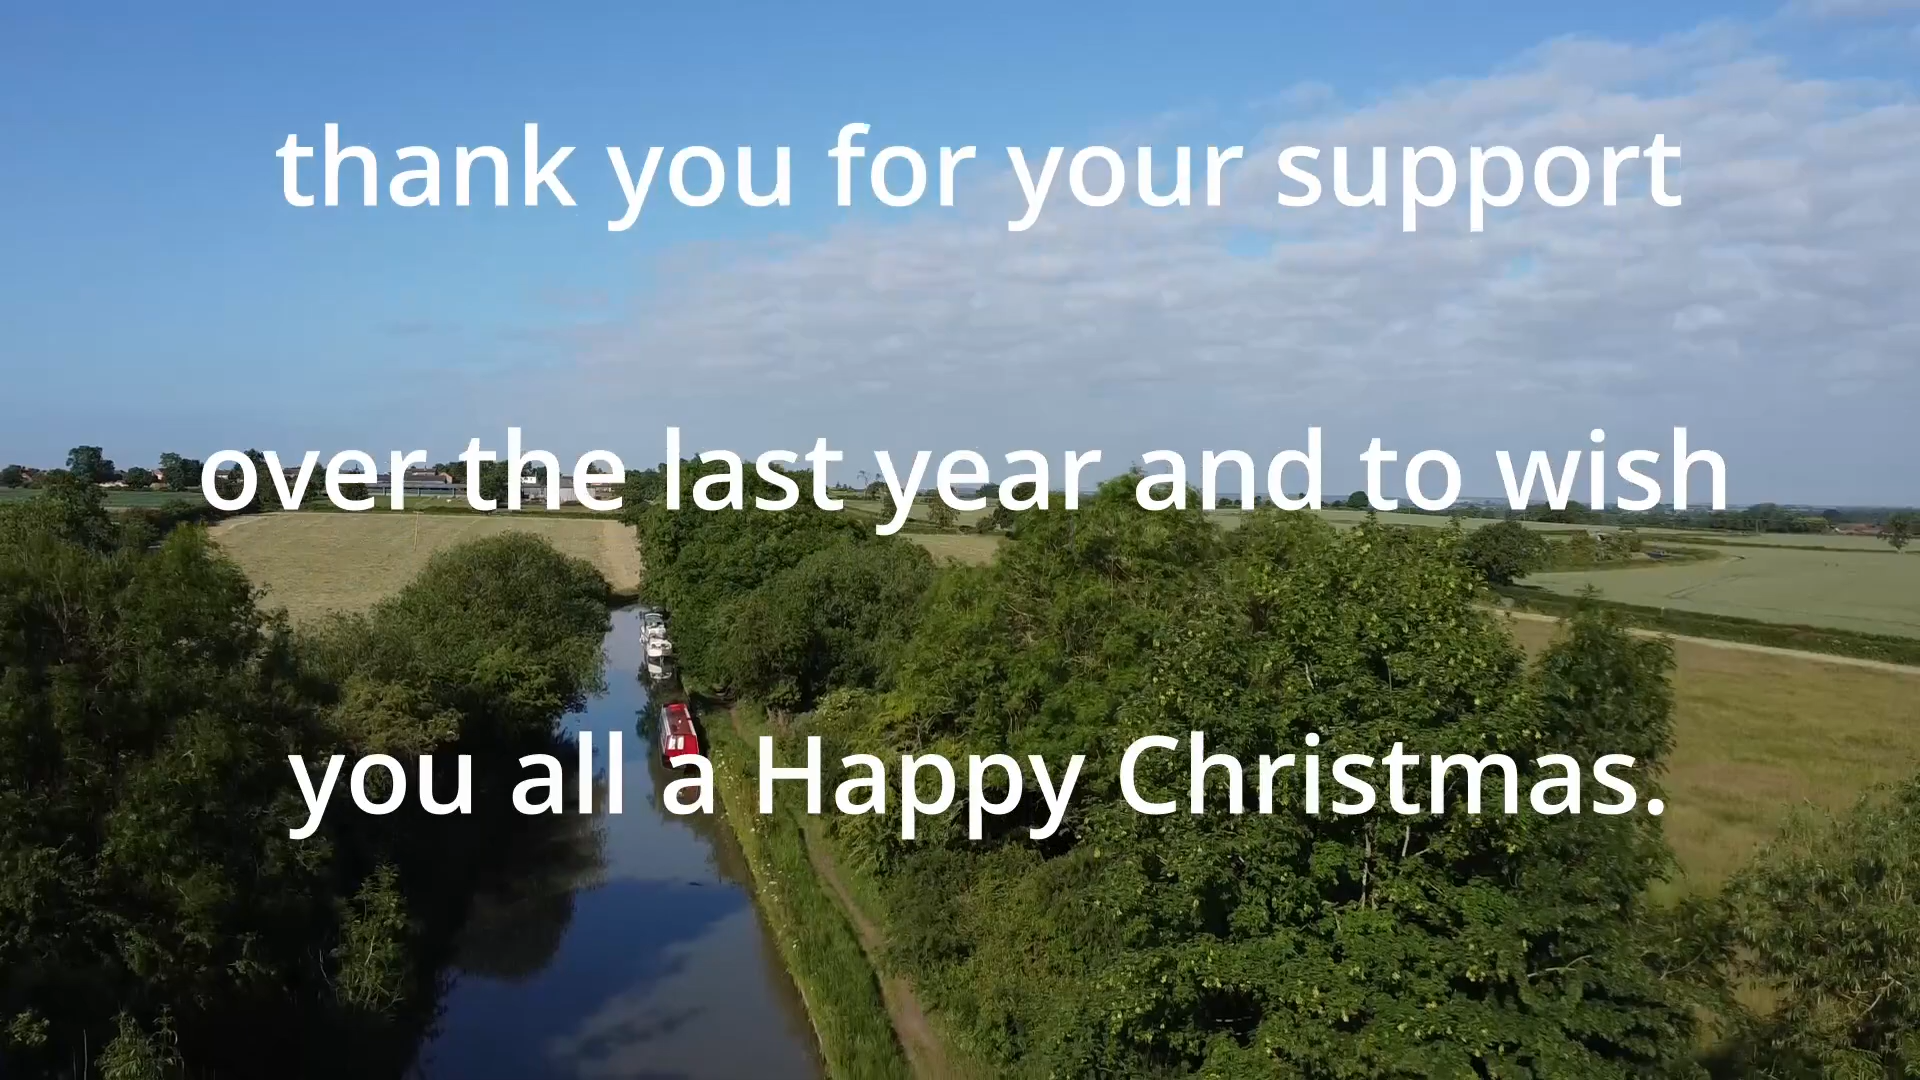 thank you for your support
over the last year and to wish
you all a Happy Christmas.